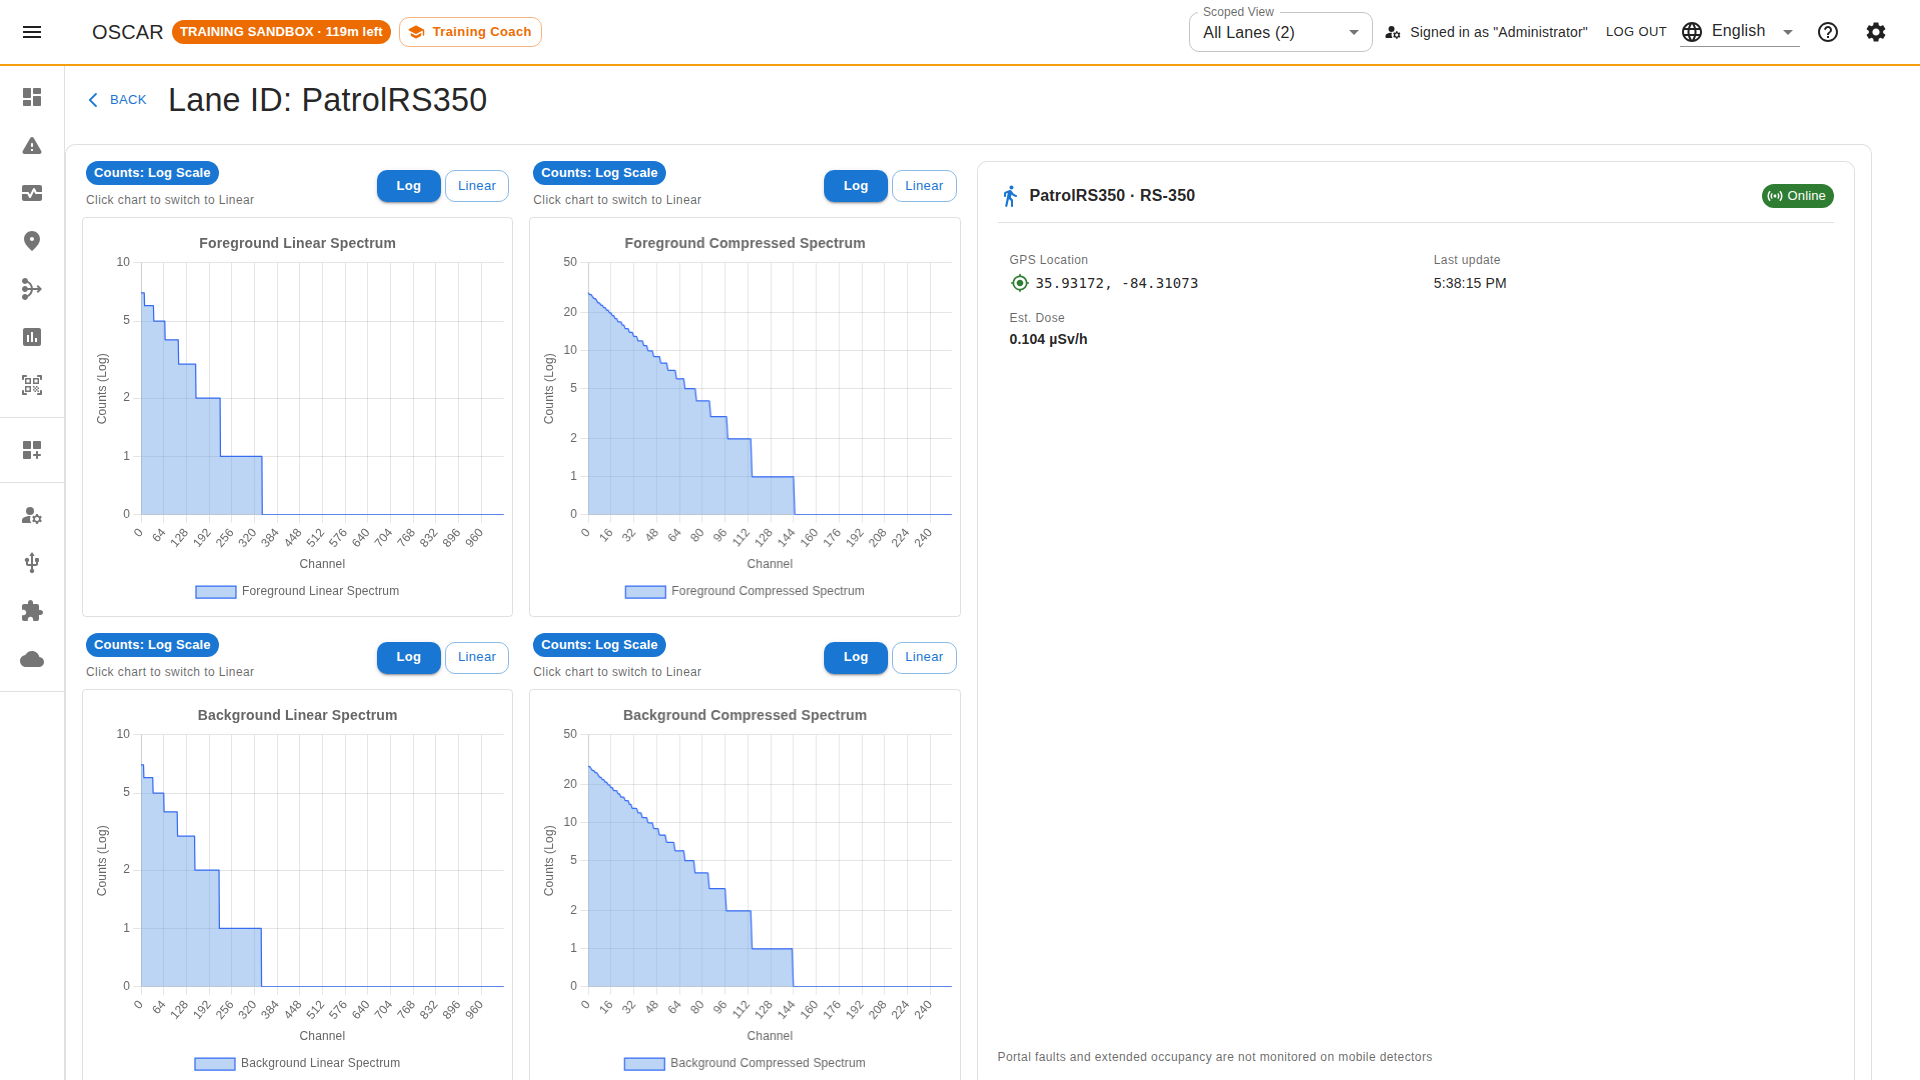 OSCAR
TRAINING SANDBOX · 119m left
Training Coach
Scoped View
All Lanes (2)
Signed in as "Administrator"
LOG OUT
English
BACK
Lane ID: PatrolRS350
Counts: Log Scale
Click chart to switch to Linear
Log
Linear
Foreground Linear Spectrum
Counts (Log)
10
5
2
1
0
0 64 128 192 256 320 384 448 512 576 640 704 768 832 896 960
Channel
Foreground Linear Spectrum
Counts: Log Scale
Click chart to switch to Linear
Log
Linear
Foreground Compressed Spectrum
Counts (Log)
50
20
10
5
2
1
0
0 16 32 48 64 80 96 112 128 144 160 176 192 208 224 240
Channel
Foreground Compressed Spectrum
PatrolRS350 · RS-350
Online
GPS Location
35.93172, -84.31073
Last update
5:38:15 PM
Est. Dose
0.104 µSv/h
Counts: Log Scale
Click chart to switch to Linear
Log
Linear
Background Linear Spectrum
Counts (Log)
10
5
2
1
0
0 64 128 192 256 320 384 448 512 576 640 704 768 832 896 960
Channel
Background Linear Spectrum
Counts: Log Scale
Click chart to switch to Linear
Log
Linear
Background Compressed Spectrum
Counts (Log)
50
20
10
5
2
1
0
0 16 32 48 64 80 96 112 128 144 160 176 192 208 224 240
Channel
Background Compressed Spectrum
Portal faults and extended occupancy are not monitored on mobile detectors